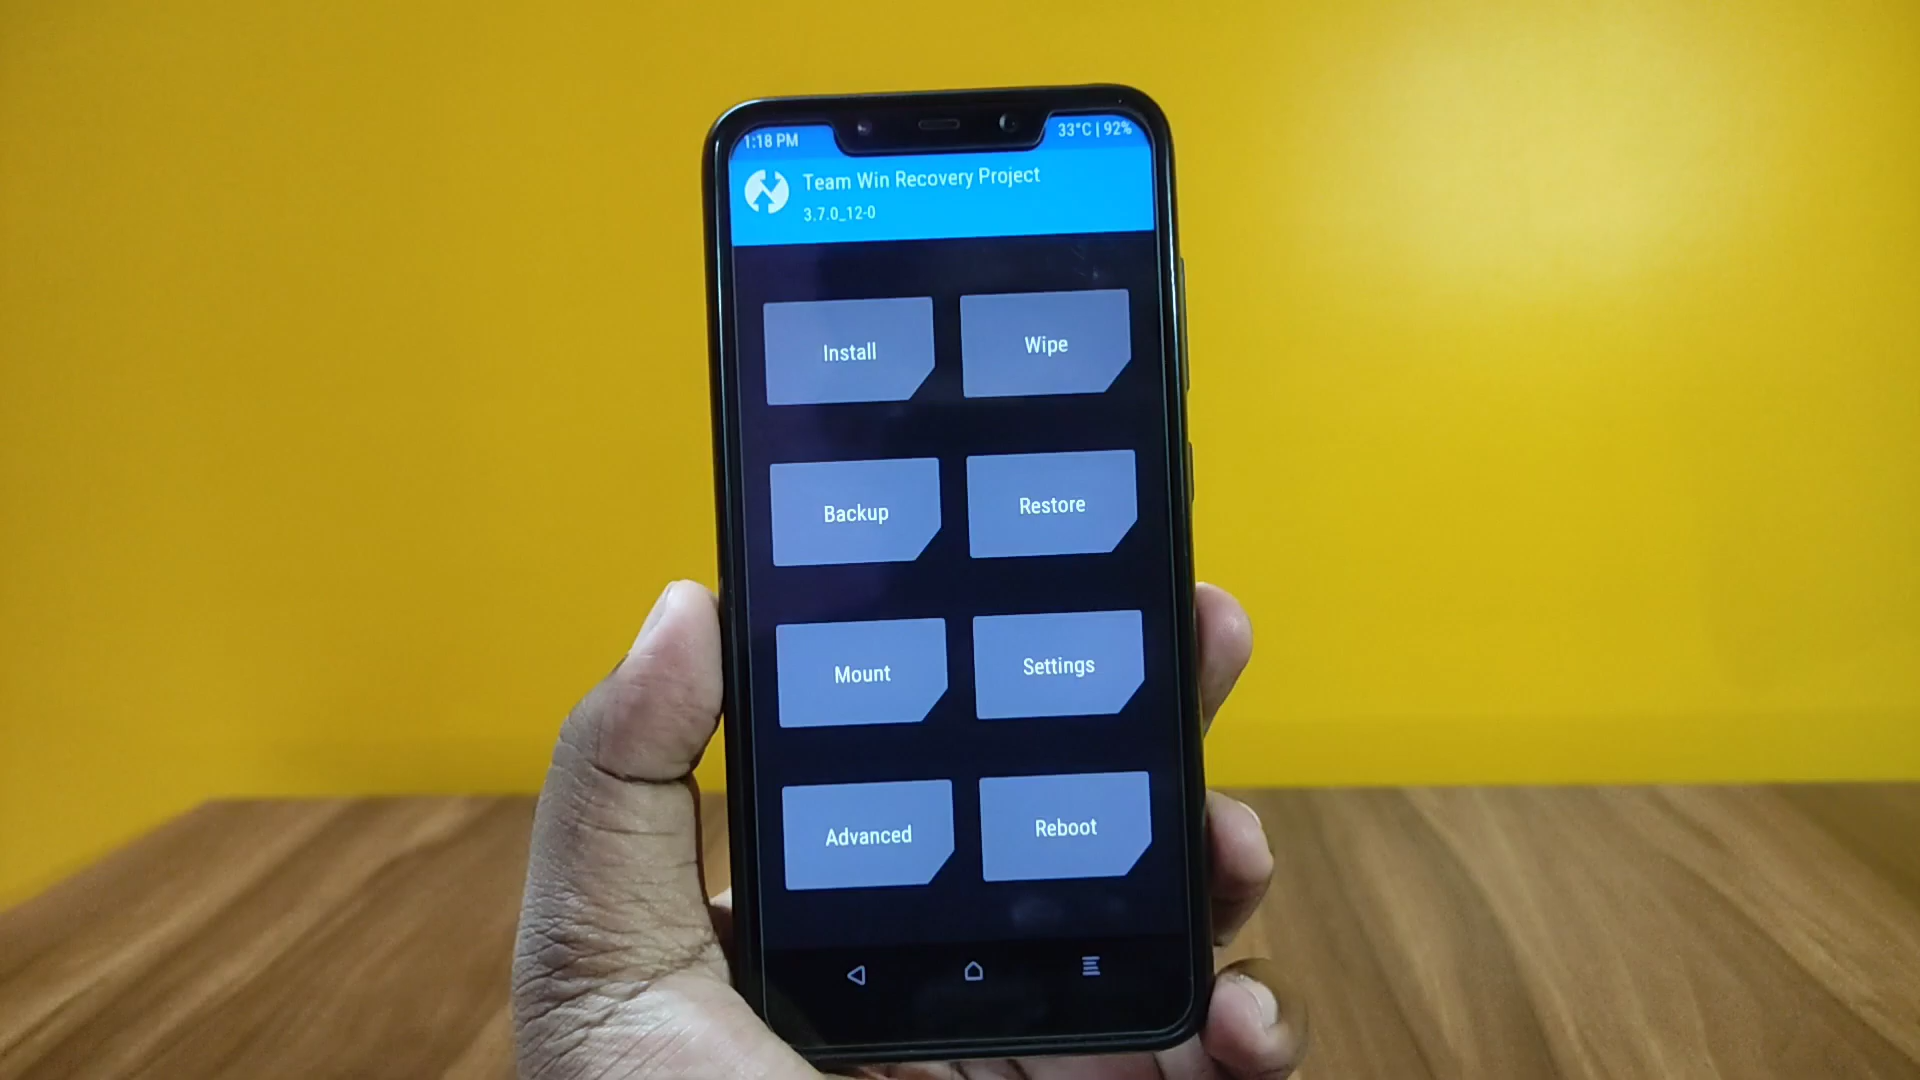 1:18 PM
33°C | 92%
Team Win Recovery Project
3.7.0_12-0
Install
Wipe
Backup
Restore
Mount
Settings
Advanced
Reboot